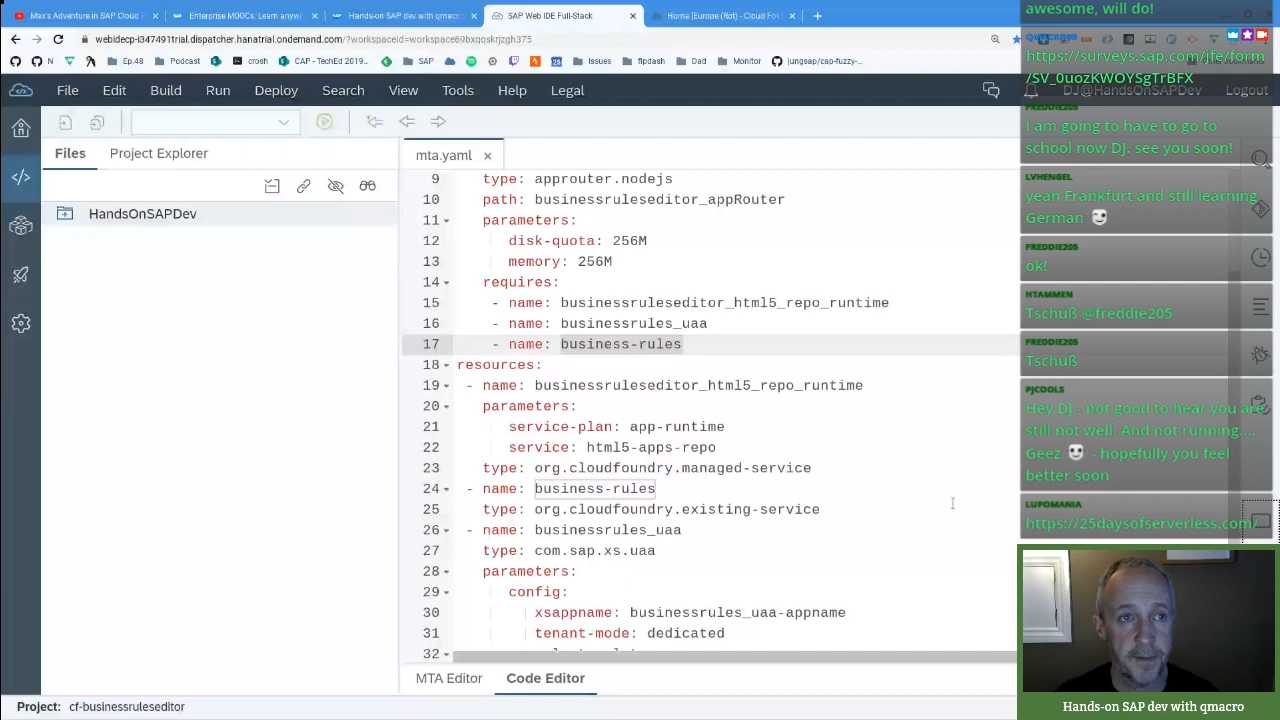 Max's Adventure in SAP Cloud E
Enterprise MOOCs: Learn anywh
Hands-on SAP dev with qmacro
SAP Web IDE Full-Stack
Home [Europe (Rot) - Cloud Fo
webidecp-i347491trial.dispatcher.hanatrial.ondemand.com/?workspaceid=workspace69bxqqskrjzgh375
G
N
Ep.48
Podcast
crosh
CAP - TechEd 2019...
Issues
flpdash
Dad
Monitor
jungsap/cap-fuzzy-...
File
Edit
Build
Run
Deploy
Search
View
Tools
Help
Legal
DJ@HandsOnSAPDev
Logout
Files
Project Explorer
HandsOnSAPDev
mta.yaml
9 type: approuter.nodejs
10 path: businessruleseditor_appRouter
11 parameters:
12 disk-quota: 256M
13 memory: 256M
14 requires:
15 - name: businessruleseditor_html5_repo_runtime
16 - name: businessrules_uaa
17 - name: business-rules
18 resources:
19 - name: businessruleseditor_html5_repo_runtime
20 parameters:
21 service-plan: app-runtime
22 service: html5-apps-repo
23 type: org.cloudfoundry.managed-service
24 - name: business-rules
25 type: org.cloudfoundry.existing-service
26 - name: businessrules_uaa
27 type: com.sap.xs.uaa
28 parameters:
29 config:
30 xsappname: businessrules_uaa-appname
31 tenant-mode: dedicated
32
MTA Editor
Code Editor
Project: cf-businessruleseditor
awesome, will do!
https://surveys.sap.com/jfe/form
/SV_0uozKWOYSgTrBFX
FREDDIE205
I am going to have to go to
school now DJ. see you soon!
LVHENGEL
yeah Frankfurt and still learning
German
FREDDIE205
ok!
HTAMMEN
Tschuß @freddie205
FREDDIE205
Tschuß
PJCOOLS
Hey DJ - not good to hear you are
still not well. And not running....
Geez - hopefully you feel
better soon
LUPOMANIA
https://25daysofserverless.com/
Hands-on SAP dev with qmacro